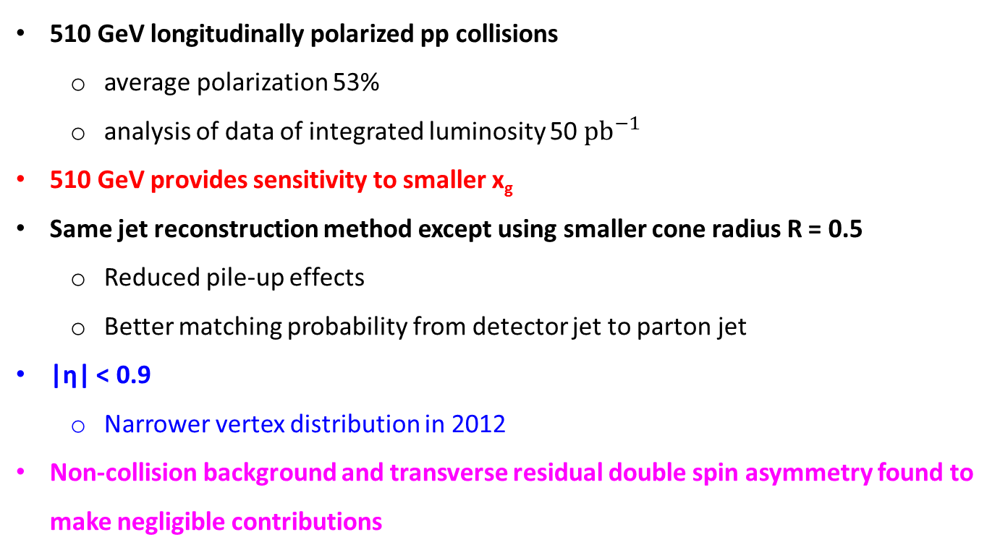 • 510 GeV longitudinally polarized pp collisions
o average polarization 53%
o analysis of data of integrated luminosity 50 pb⁻¹
• 510 GeV provides sensitivity to smaller x_g
• Same jet reconstruction method except using smaller cone radius R = 0.5
o Reduced pile-up effects
o Better matching probability from detector jet to parton jet
• |η| < 0.9
o Narrower vertex distribution in 2012
• Non-collision background and transverse residual double spin asymmetry found to
make negligible contributions